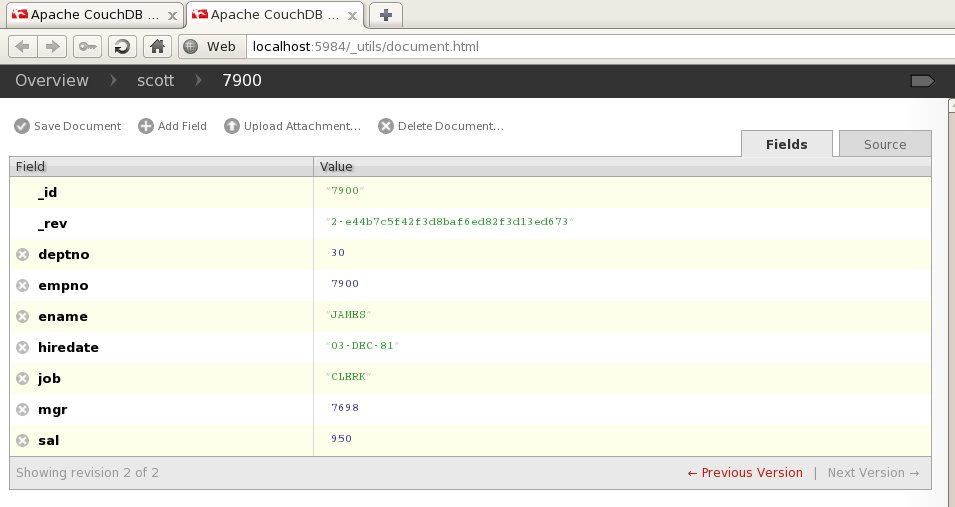 Apache CouchDB ... x Apache CouchDB ... x
Web localhost:5984/_utils/document.html
Overview scott 7900
Save Document Add Field Upload Attachment... Delete Document...
Fields Source
Field Value
_id "7900"
_rev "2-e44b7c5f42f3d8baf6ed82f3d13ed673"
deptno 30
empno 7900
ename "JAMES"
hiredate "03-DEC-81"
job "CLERK"
mgr 7698
sal 950
Showing revision 2 of 2 ← Previous Version | Next Version →